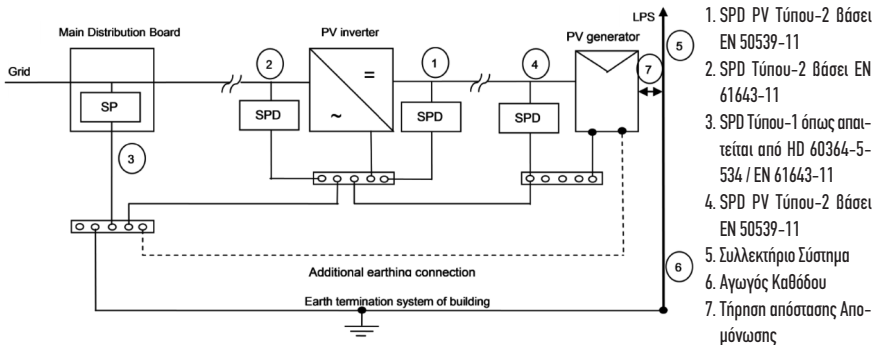 LPS
Main Distribution Board
PV inverter
PV generator
Grid
2
1
4
7
5
=
~
SP
SPD
SPD
SPD
3
6
Additional earthing connection
Earth termination system of building
1. SPD PV Τύπου-2 βάσει
EN 50539-11
2. SPD Τύπου-2 βάσει EN
61643-11
3. SPD Τύπου-1 όπως απαι-
τείται από HD 60364-5-
534 / EN 61643-11
4. SPD PV Τύπου-2 βάσει
EN 50539-11
5. Συλλεκτήριο Σύστημα
6. Αγωγός Καθόδου
7. Τήρηση απόστασης Απο-
μόνωσης